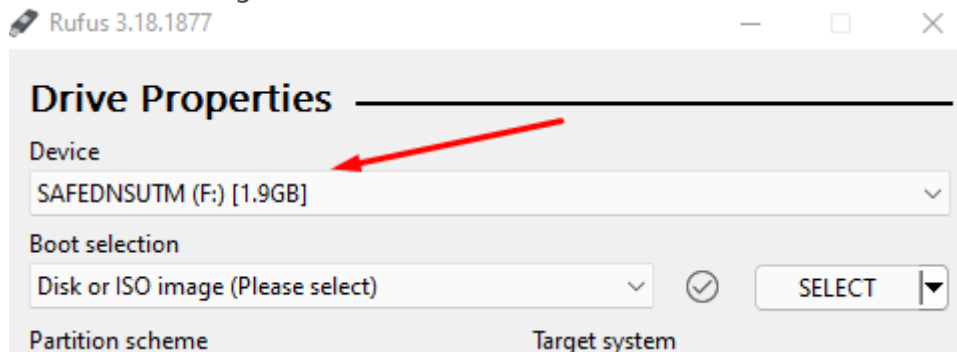 Rufus 3.18.1877
Drive Properties
Device
SAFEDNSUTM (F:) [1.9GB]
Boot selection
Disk or ISO image (Please select)
SELECT
Partition scheme Target system